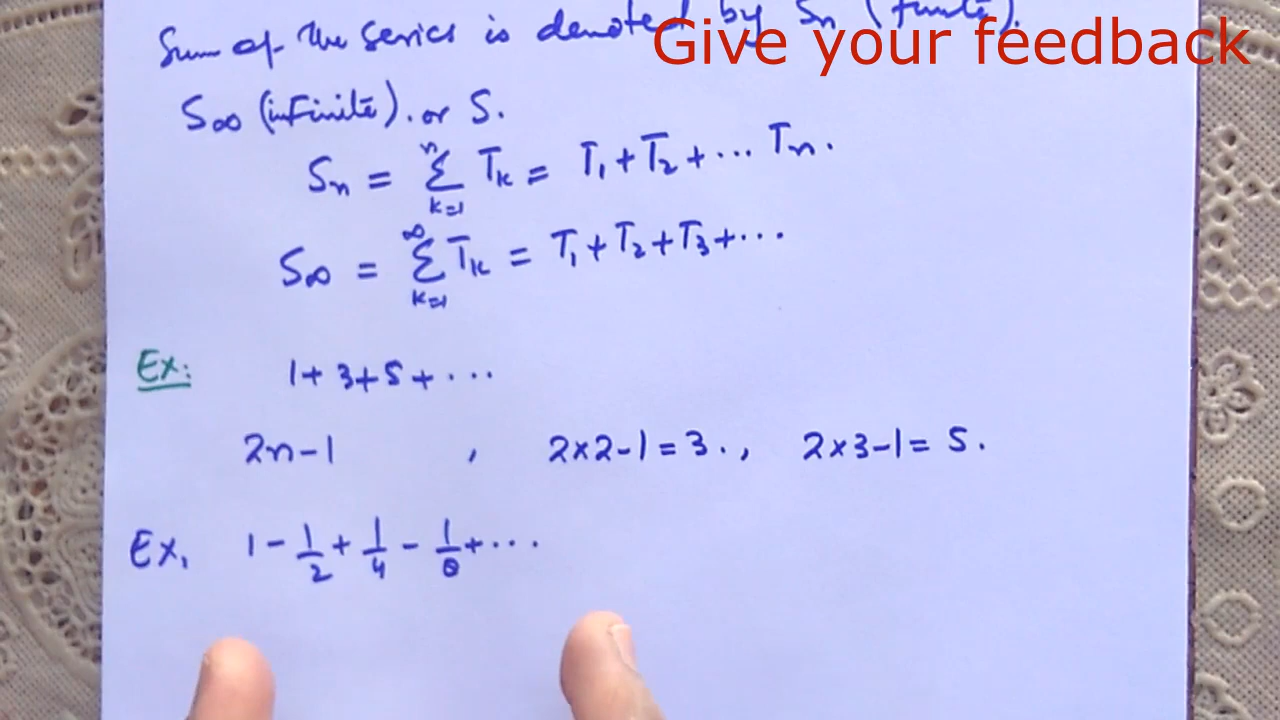 Sum of the series is denoted by Sn (finite).
Give your feedback
S∞ (infinite). or S.
Sn = n∑k=1 Tk = T1 + T2 + ··· Tn.
S∞ = ∞∑k=1 Tk = T1 + T2 + T3 + ···
Ex: 1 + 3 + 5 + ···
2n-1 , 2×2-1 = 3. , 2×3-1 = 5.
Ex. 1 - 1/2 + 1/4 - 1/8 + ···